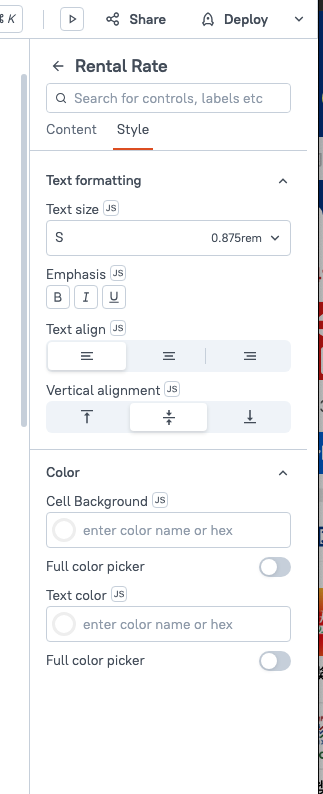 K
Share
Deploy
Rental Rate
Search for controls, labels etc
Content Style
Text formatting
Text size JS
S 0.875rem
Emphasis JS
B I U
Text align JS
Vertical alignment JS
Color
Cell Background JS
enter color name or hex
Full color picker
Text color JS
enter color name or hex
Full color picker